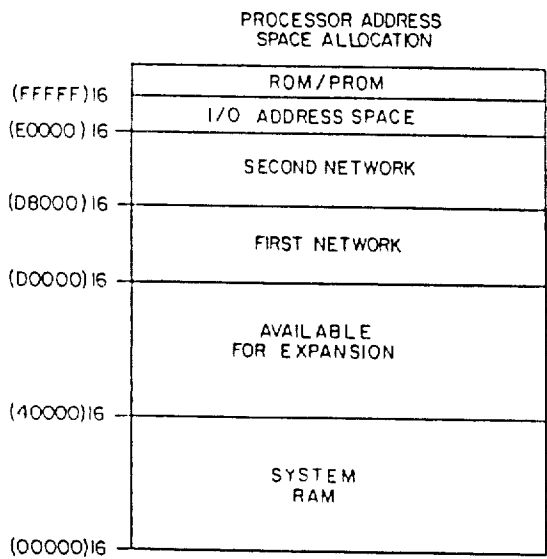 PROCESSOR ADDRESS
SPACE ALLOCATION
ROM/PROM
(FFFFF)16
I/O ADDRESS SPACE
(E0000)16
SECOND NETWORK
(D8000)16
FIRST NETWORK
(D0000)16
AVAILABLE
FOR EXPANSION
(40000)16
SYSTEM
RAM
(00000)16